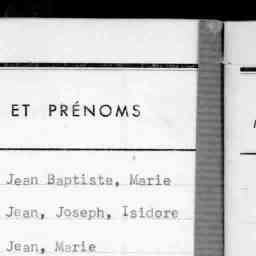 ET PRÉNOMS
Jean Baptiste, Marie
Jean, Joseph, Isidore
Jean, Marie